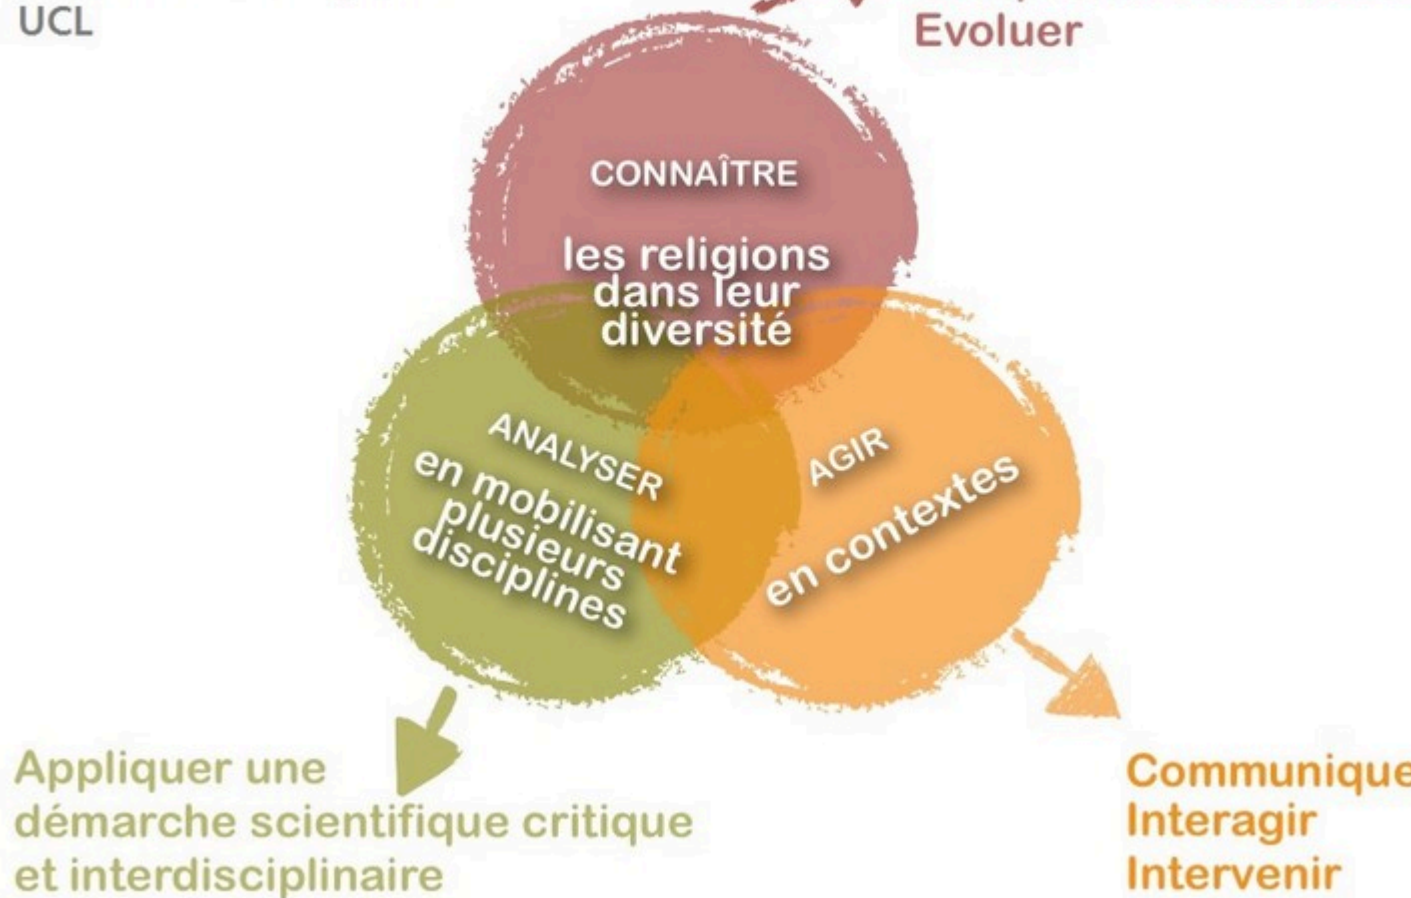 UCL
Evoluer
CONNAÎTRE
les religions
dans leur
diversité
ANALYSER
en mobilisant
plusieurs
disciplines
AGIR
en contextes
Appliquer une
démarche scientifique critique
et interdisciplinaire
Communique
Interagir
Intervenir